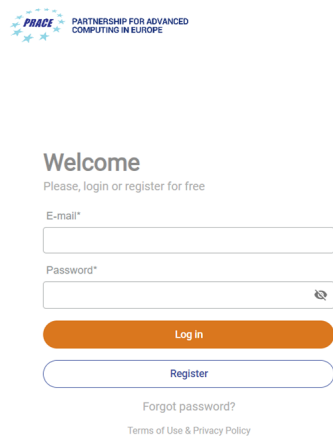 PRACE
PARTNERSHIP FOR ADVANCED
COMPUTING IN EUROPE
Welcome
Please, login or register for free
E-mail*
Password*
Log in
Register
Forgot password?
Terms of Use & Privacy Policy